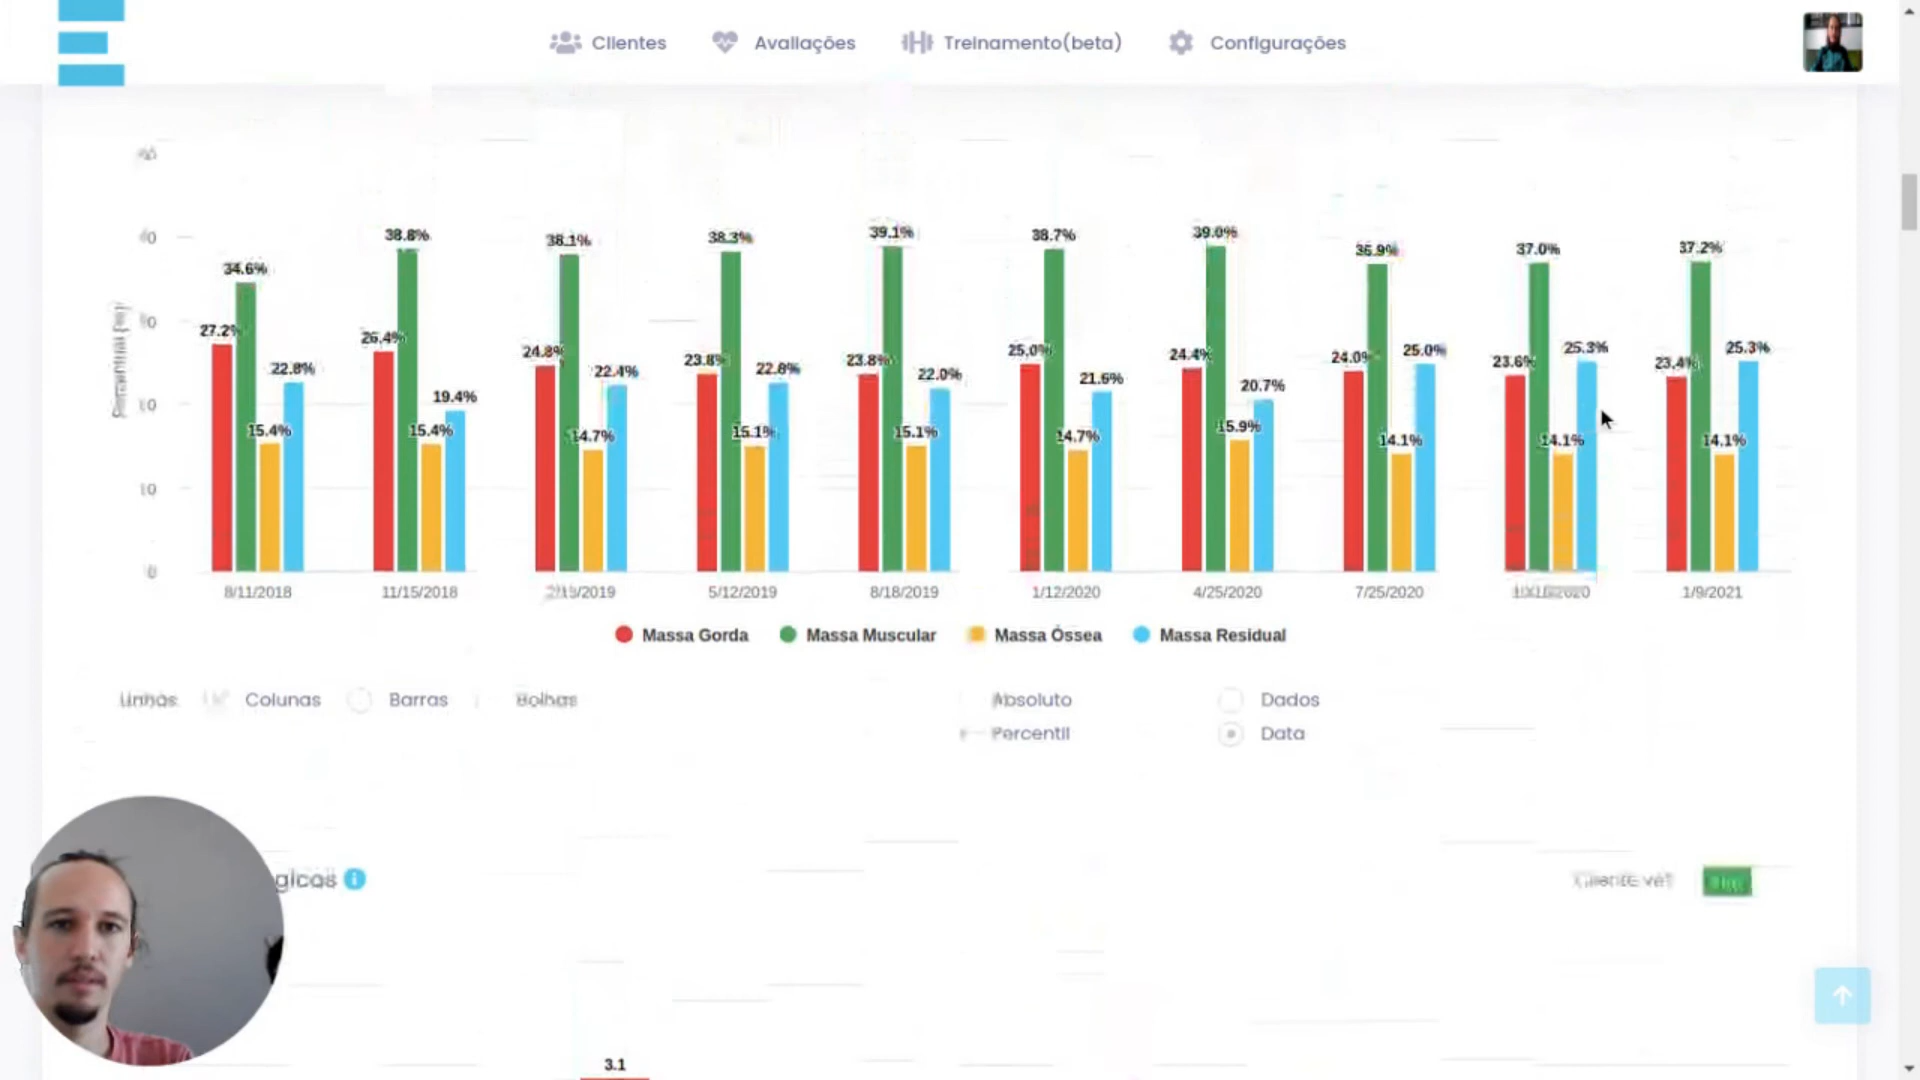 Clientes Avaliações Treinamento(beta) Configurações
38.8% 38.1% 38.3% 39.1% 38.7% 39.0% 36.9% 37.0% 37.2%
34.6%
27.2% 26.4% 24.8% 23.8% 23.8% 25.0% 24.4% 24.0% 23.6% 23.4%
22.8% 19.4% 22.4% 22.8% 22.0% 21.6% 20.7% 25.0% 25.3% 25.3%
15.4% 15.4% 14.7% 15.1% 15.1% 14.7% 15.9% 14.1% 14.1% 14.1%
0
8/11/2018 11/15/2018 5/12/2019 8/18/2019 1/12/2020 4/25/2020 7/25/2020 1/9/2021
Massa Gorda Massa Muscular Massa Óssea Massa Residual
Linhas Colunas Barras Bolhas Absoluto Dados
Percentil Data
gicos
3.1